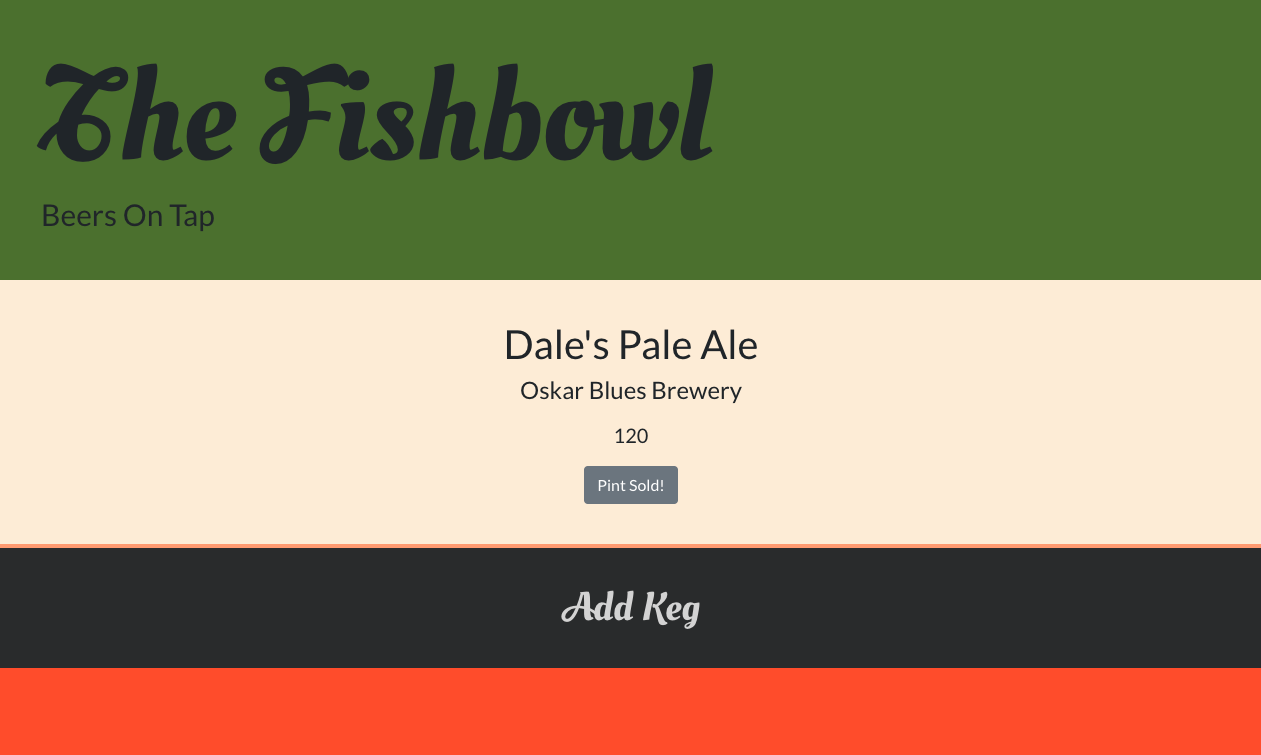 The Fishbowl
Beers On Tap
Dale's Pale Ale
Oskar Blues Brewery
120
Pint Sold!
Add Keg